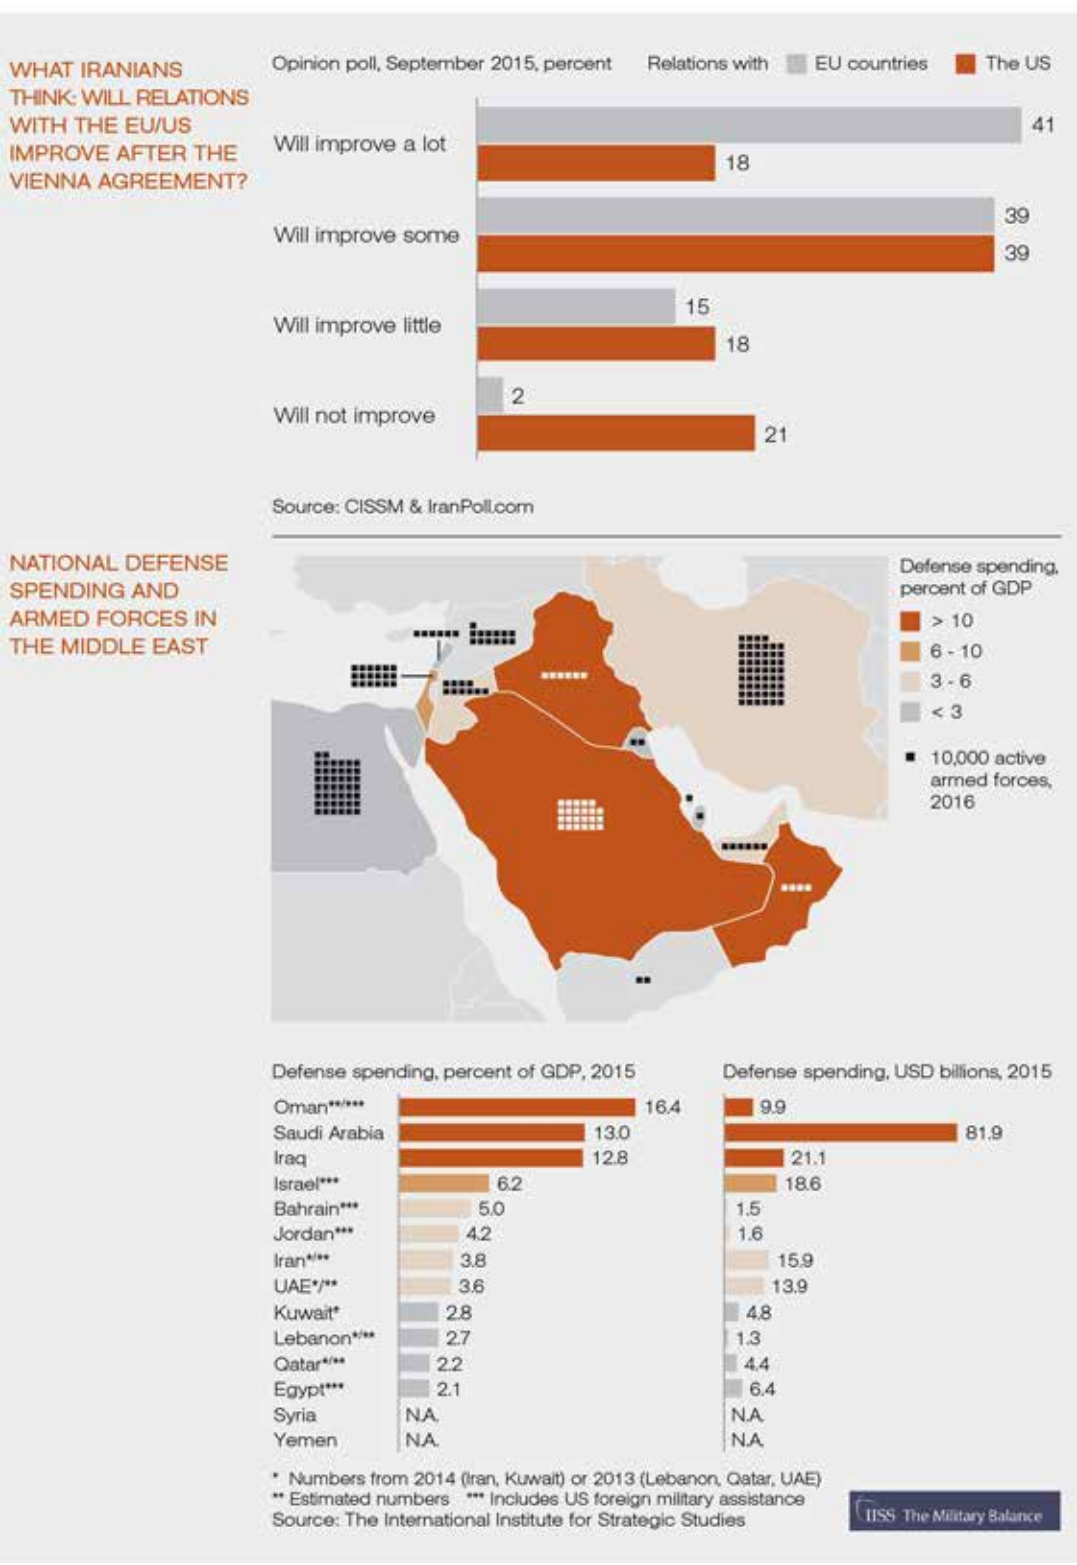 WHAT IRANIANS
THINK: WILL RELATIONS
WITH THE EU/US
IMPROVE AFTER THE
VIENNA AGREEMENT?
Opinion poll, September 2015, percent Relations with EU countries The US
Will improve a lot
41
18
Will improve some
39
39
Will improve little
15
18
Will not improve
2
21
Source: CISSM & IranPoll.com
NATIONAL DEFENSE
SPENDING AND
ARMED FORCES IN
THE MIDDLE EAST
Defense spending,
percent of GDP
> 10
6 - 10
3 - 6
< 3
10,000 active
armed forces,
2016
Defense spending, percent of GDP, 2015 Defense spending, USD billions, 2015
Oman**/*** 16.4 9.9
Saudi Arabia 13.0 81.9
Iraq 12.8 21.1
Israel*** 6.2 18.6
Bahrain*** 5.0 1.5
Jordan*** 4.2 1.6
Iran*/** 3.8 15.9
UAE*/** 3.6 13.9
Kuwait* 2.8 4.8
Lebanon*/** 2.7 1.3
Qatar*/** 2.2 4.4
Egypt*** 2.1 6.4
Syria N.A. N.A.
Yemen N.A. N.A.
* Numbers from 2014 (Iran, Kuwait) or 2013 (Lebanon, Qatar, UAE)
** Estimated numbers *** Includes US foreign military assistance
Source: The International Institute for Strategic Studies
IISS The Military Balance